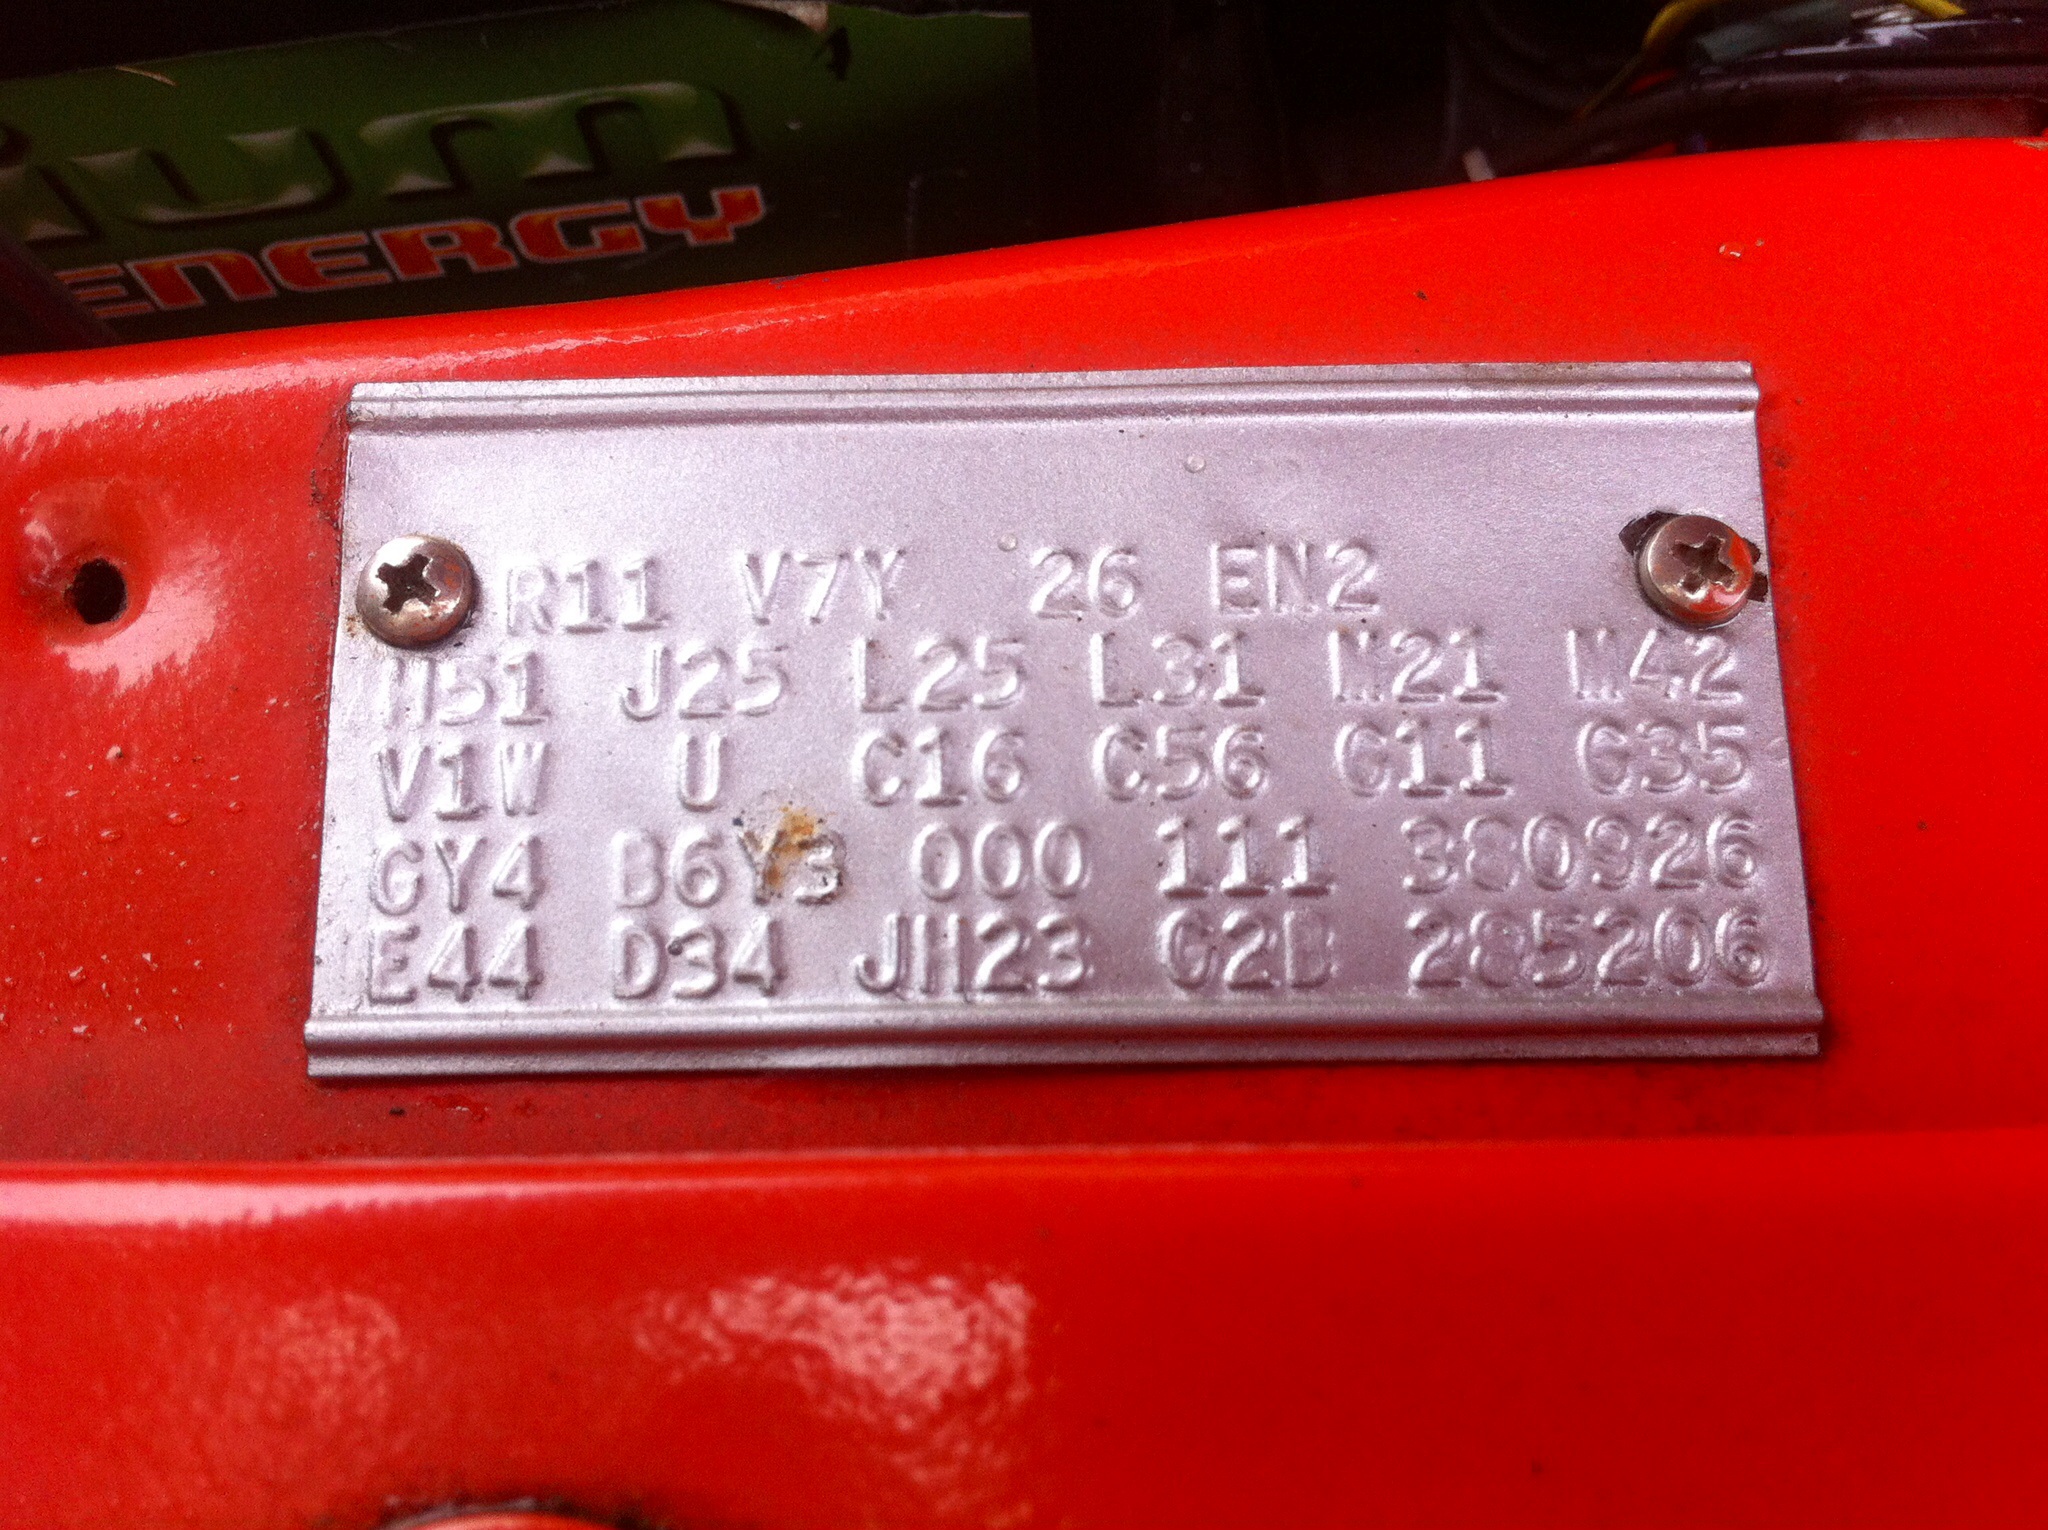 ENERGY
R11 V7Y 26 EN2
H51 J25 L25 L31 M21 M42
V1W U C16 C56 G11 G35
GY4 B6Y3 000 111 380926
E44 D34 JH23 G2B 285206